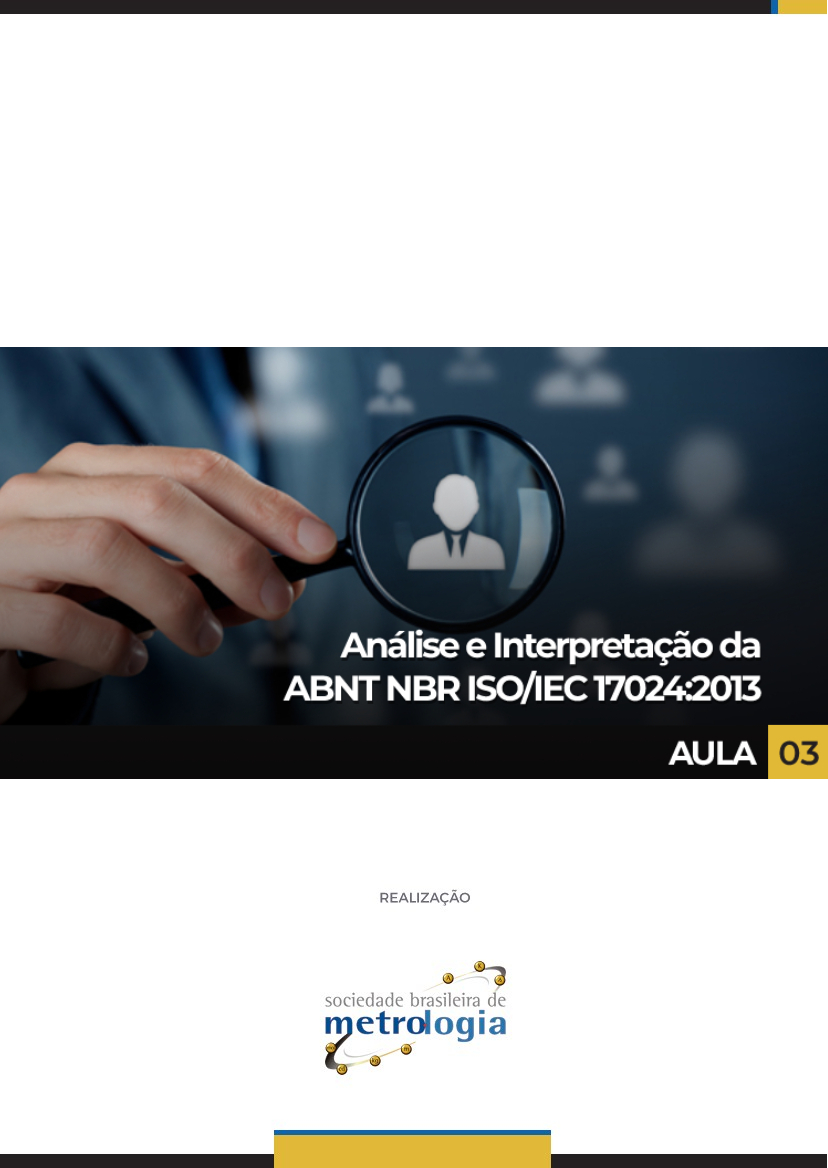 Análise e Interpretação da
ABNT NBR ISO/IEC 17024:2013
AULA 03
REALIZAÇÃO
sociedade brasileira de
metrologia